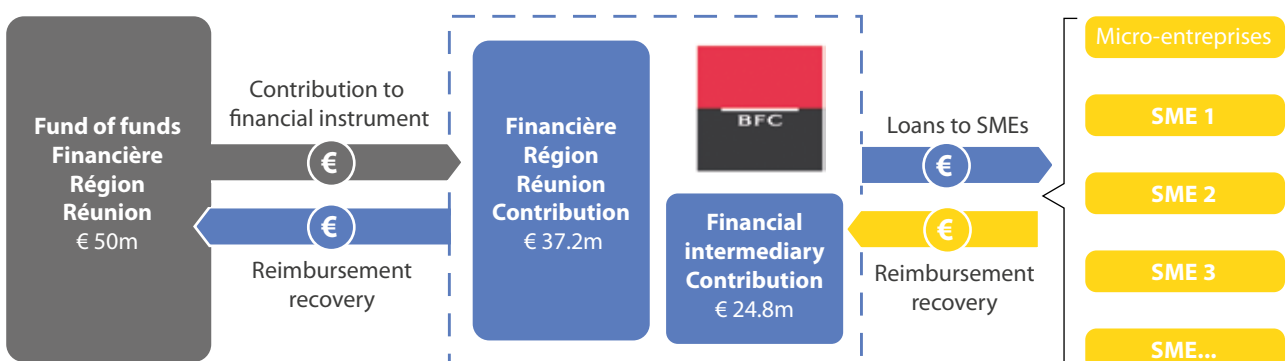 Fund of funds
Financière
Région
Réunion
€ 50m
Contribution to
financial instrument
€
€
Reimbursement
recovery
Financière
Région
Réunion
Contribution
€ 37.2m
BFC
Financial
intermediary
Contribution
€ 24.8m
Loans to SMEs
€
€
Reimbursement
recovery
Micro-entreprises
SME 1
SME 2
SME 3
SME...